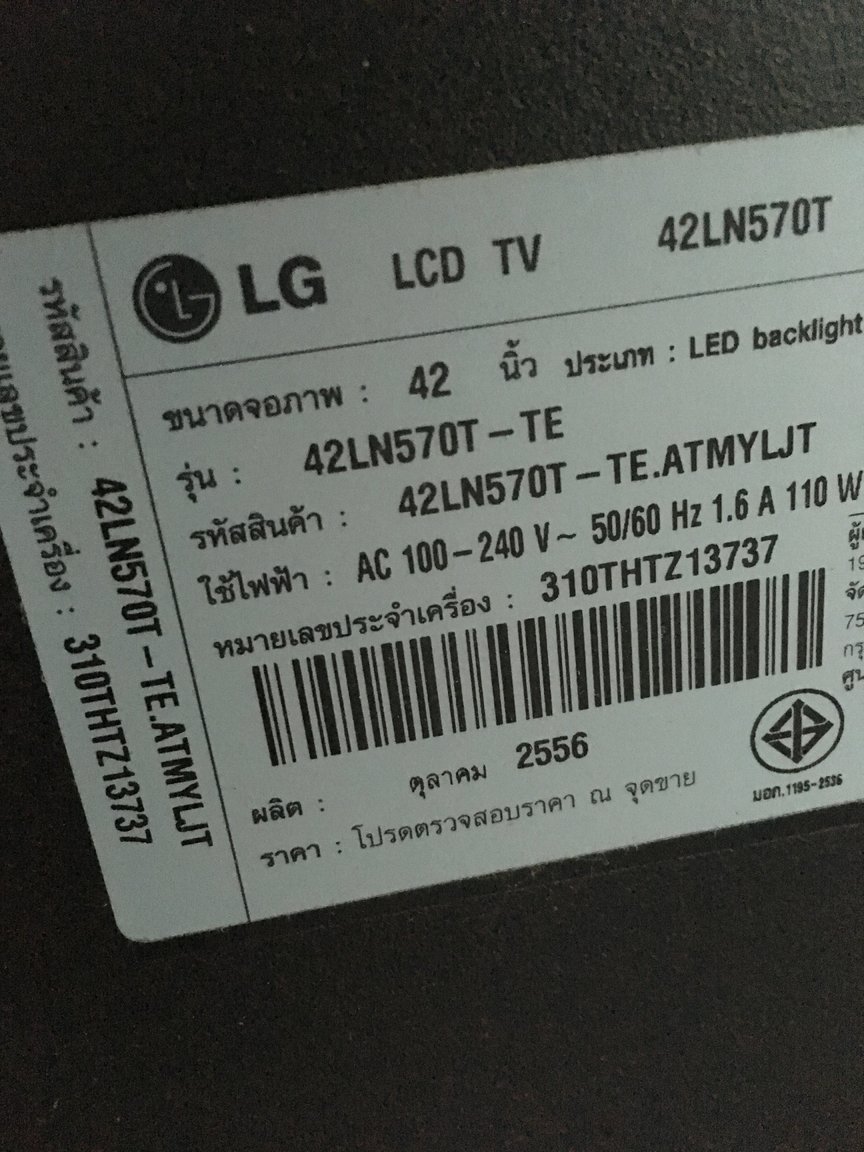 LG LCD TV 42LN570T
ขนาดจอภาพ : 42 นิ้ว ประเภท : LED backlight
รุ่น : 42LN570T-TE
รหัสสินค้า : 42LN570T-TE.ATMYLJT
ใช้ไฟฟ้า : AC 100-240 V~ 50/60 Hz 1.6 A 110 W
หมายเลขประจำเครื่อง : 310THTZ13737
ผลิต : ตุลาคม 2556
ราคา : โปรดตรวจสอบราคา ณ จุดขาย
มอก.1195-2536
19
จัด
75
กรุ
รหัสสินค้า : 42LN570T-TE.ATMYLJT
ายเลขประจำเครื่อง : 310THTZ13737